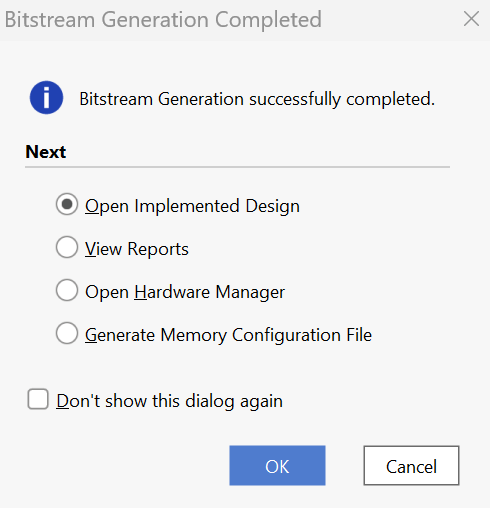 Bitstream Generation Completed
Bitstream Generation successfully completed.
Next
Open Implemented Design
View Reports
Open Hardware Manager
Generate Memory Configuration File
Don't show this dialog again
OK
Cancel